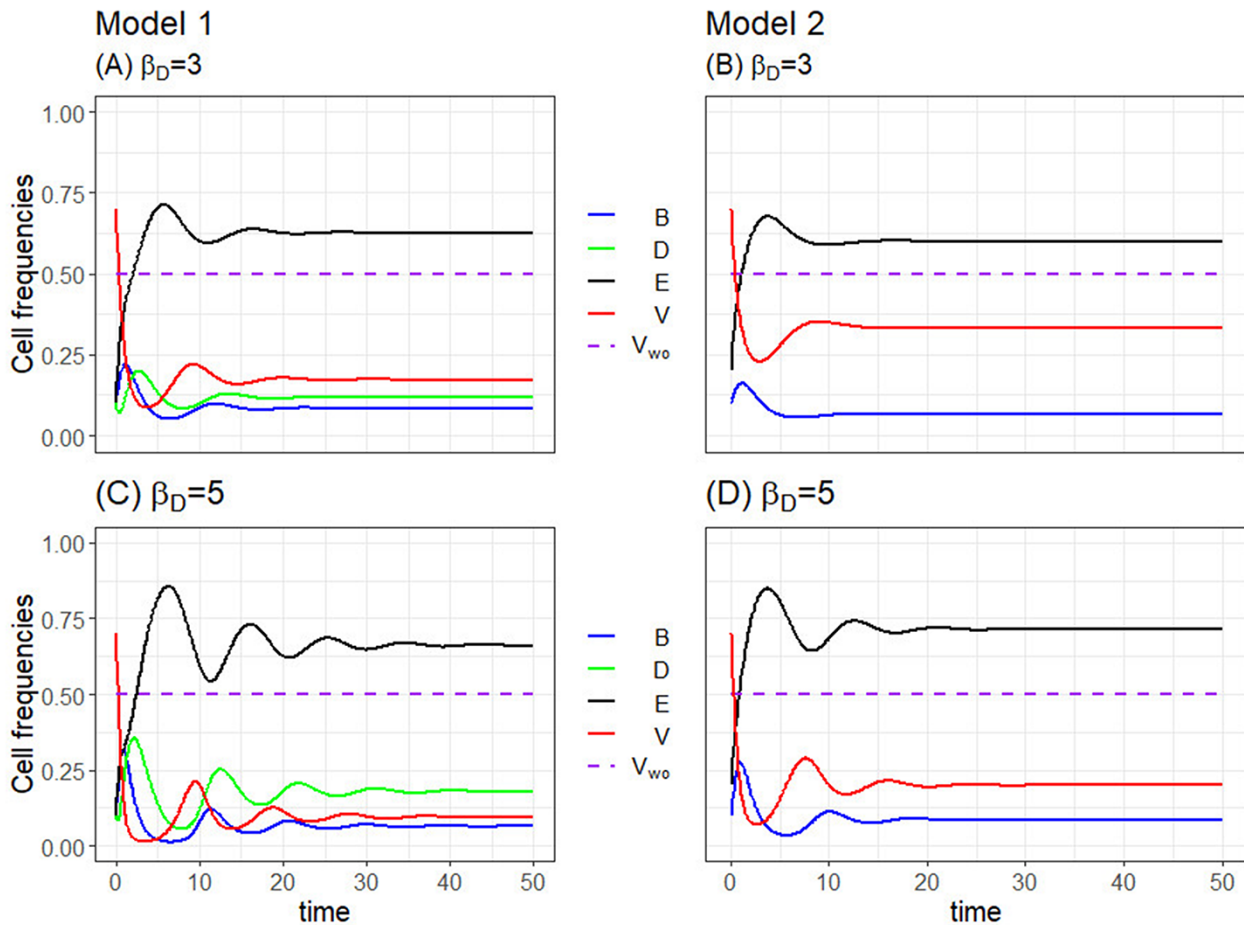 Model 1
Model 2
(A) βD=3
(B) βD=3
Cell frequencies
1.00
0.75
0.50
0.25
0.00
B
D
E
V
Vwo
(C) βD=5
(D) βD=5
Cell frequencies
1.00
0.75
0.50
0.25
0.00
B
D
E
V
Vwo
0 10 20 30 40 50
0 10 20 30 40 50
time
time